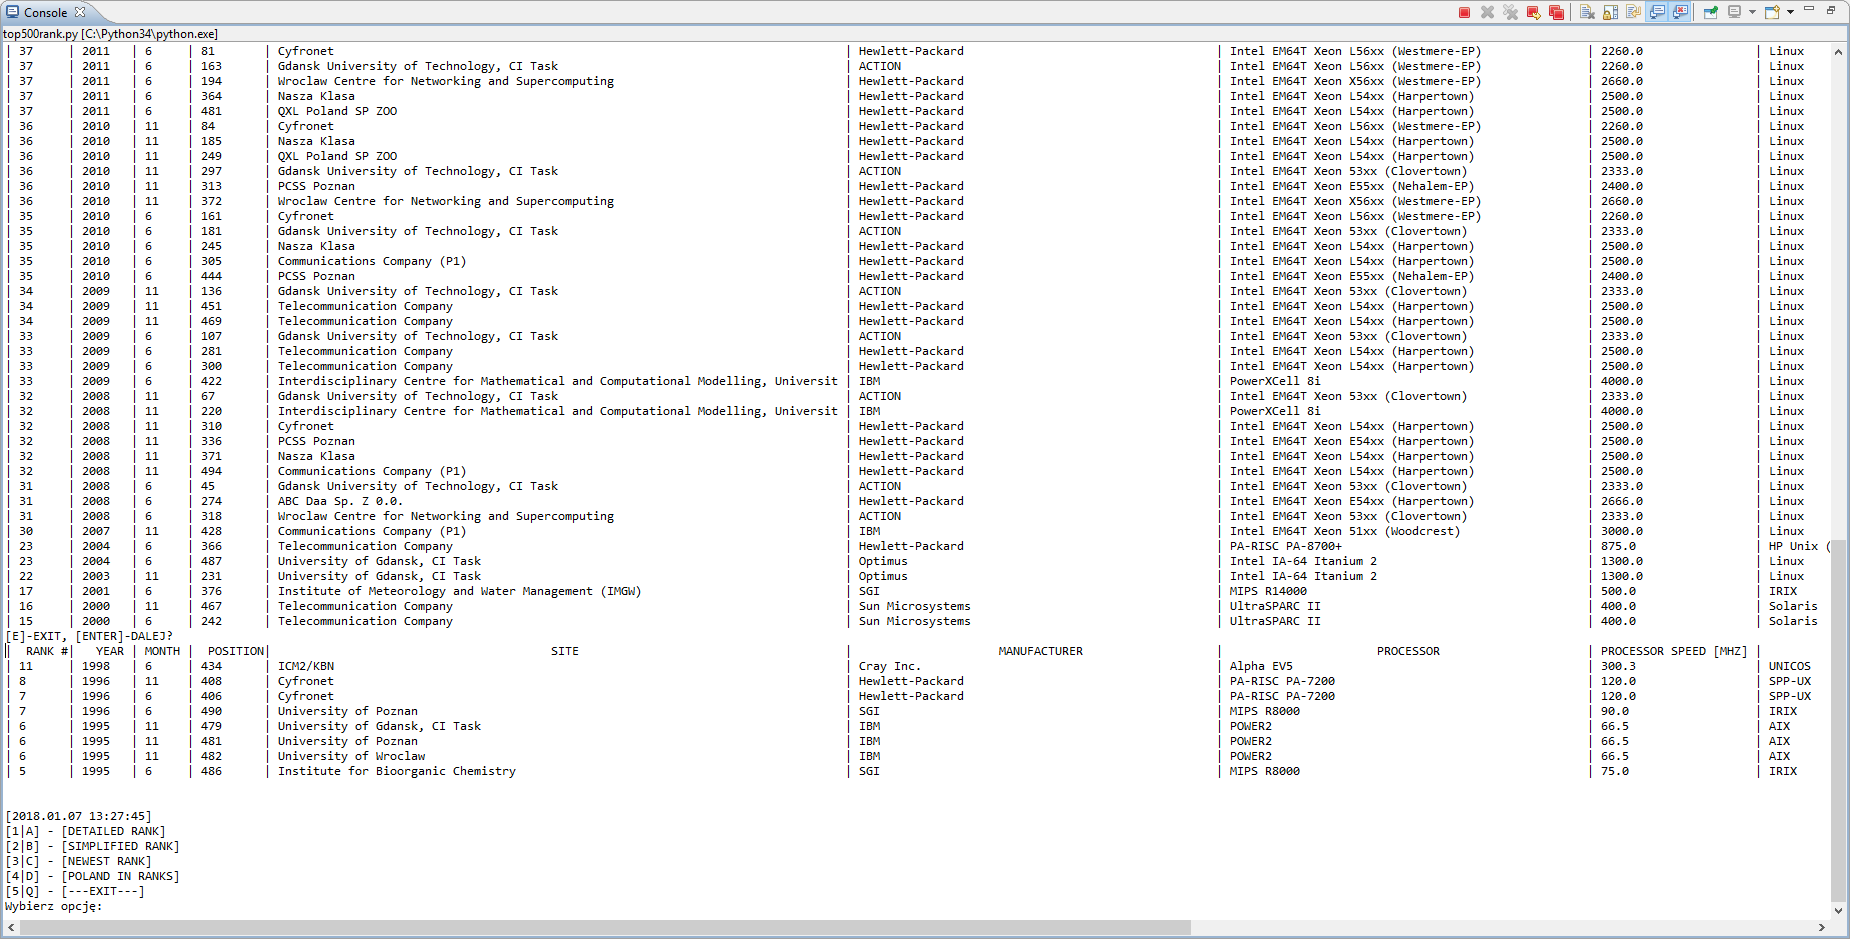 Console
top500rank.py [C:\Python34\python.exe]
| 37 | 2011 | 6 | 81 | Cyfronet | Hewlett-Packard | Intel EM64T Xeon L56xx (Westmere-EP) | 2260.0 | Linux
| 37 | 2011 | 6 | 163 | Gdansk University of Technology, CI Task | ACTION | Intel EM64T Xeon L56xx (Westmere-EP) | 2260.0 | Linux
| 37 | 2011 | 6 | 194 | Wroclaw Centre for Networking and Supercomputing | Hewlett-Packard | Intel EM64T Xeon X56xx (Westmere-EP) | 2660.0 | Linux
| 37 | 2011 | 6 | 364 | Nasza Klasa | Hewlett-Packard | Intel EM64T Xeon L54xx (Harpertown) | 2500.0 | Linux
| 37 | 2011 | 6 | 481 | QXL Poland SP ZOO | Hewlett-Packard | Intel EM64T Xeon L54xx (Harpertown) | 2500.0 | Linux
| 36 | 2010 | 11 | 84 | Cyfronet | Hewlett-Packard | Intel EM64T Xeon L56xx (Westmere-EP) | 2260.0 | Linux
| 36 | 2010 | 11 | 185 | Nasza Klasa | Hewlett-Packard | Intel EM64T Xeon L54xx (Harpertown) | 2500.0 | Linux
| 36 | 2010 | 11 | 249 | QXL Poland SP ZOO | Hewlett-Packard | Intel EM64T Xeon L54xx (Harpertown) | 2500.0 | Linux
| 36 | 2010 | 11 | 297 | Gdansk University of Technology, CI Task | ACTION | Intel EM64T Xeon 53xx (Clovertown) | 2333.0 | Linux
| 36 | 2010 | 11 | 313 | PCSS Poznan | Hewlett-Packard | Intel EM64T Xeon E55xx (Nehalem-EP) | 2400.0 | Linux
| 36 | 2010 | 11 | 372 | Wroclaw Centre for Networking and Supercomputing | Hewlett-Packard | Intel EM64T Xeon X56xx (Westmere-EP) | 2660.0 | Linux
| 35 | 2010 | 6 | 161 | Cyfronet | Hewlett-Packard | Intel EM64T Xeon L56xx (Westmere-EP) | 2260.0 | Linux
| 35 | 2010 | 6 | 181 | Gdansk University of Technology, CI Task | ACTION | Intel EM64T Xeon 53xx (Clovertown) | 2333.0 | Linux
| 35 | 2010 | 6 | 245 | Nasza Klasa | Hewlett-Packard | Intel EM64T Xeon L54xx (Harpertown) | 2500.0 | Linux
| 35 | 2010 | 6 | 305 | Communications Company (P1) | Hewlett-Packard | Intel EM64T Xeon L54xx (Harpertown) | 2500.0 | Linux
| 35 | 2010 | 6 | 444 | PCSS Poznan | Hewlett-Packard | Intel EM64T Xeon E55xx (Nehalem-EP) | 2400.0 | Linux
| 34 | 2009 | 11 | 136 | Gdansk University of Technology, CI Task | ACTION | Intel EM64T Xeon 53xx (Clovertown) | 2333.0 | Linux
| 34 | 2009 | 11 | 451 | Telecommunication Company | Hewlett-Packard | Intel EM64T Xeon L54xx (Harpertown) | 2500.0 | Linux
| 34 | 2009 | 11 | 469 | Telecommunication Company | Hewlett-Packard | Intel EM64T Xeon L54xx (Harpertown) | 2500.0 | Linux
| 33 | 2009 | 6 | 107 | Gdansk University of Technology, CI Task | ACTION | Intel EM64T Xeon 53xx (Clovertown) | 2333.0 | Linux
| 33 | 2009 | 6 | 281 | Telecommunication Company | Hewlett-Packard | Intel EM64T Xeon L54xx (Harpertown) | 2500.0 | Linux
| 33 | 2009 | 6 | 300 | Telecommunication Company | Hewlett-Packard | Intel EM64T Xeon L54xx (Harpertown) | 2500.0 | Linux
| 33 | 2009 | 6 | 422 | Interdisciplinary Centre for Mathematical and Computational Modelling, Universit | IBM | PowerXCell 8i | 4000.0 | Linux
| 32 | 2008 | 11 | 67 | Gdansk University of Technology, CI Task | ACTION | Intel EM64T Xeon 53xx (Clovertown) | 2333.0 | Linux
| 32 | 2008 | 11 | 220 | Interdisciplinary Centre for Mathematical and Computational Modelling, Universit | IBM | PowerXCell 8i | 4000.0 | Linux
| 32 | 2008 | 11 | 310 | Cyfronet | Hewlett-Packard | Intel EM64T Xeon L54xx (Harpertown) | 2500.0 | Linux
| 32 | 2008 | 11 | 336 | PCSS Poznan | Hewlett-Packard | Intel EM64T Xeon E54xx (Harpertown) | 2500.0 | Linux
| 32 | 2008 | 11 | 371 | Nasza Klasa | Hewlett-Packard | Intel EM64T Xeon L54xx (Harpertown) | 2500.0 | Linux
| 32 | 2008 | 11 | 494 | Communications Company (P1) | Hewlett-Packard | Intel EM64T Xeon L54xx (Harpertown) | 2500.0 | Linux
| 31 | 2008 | 6 | 45 | Gdansk University of Technology, CI Task | ACTION | Intel EM64T Xeon 53xx (Clovertown) | 2333.0 | Linux
| 31 | 2008 | 6 | 274 | ABC Daa Sp. Z 0.0. | Hewlett-Packard | Intel EM64T Xeon E54xx (Harpertown) | 2666.0 | Linux
| 31 | 2008 | 6 | 318 | Wroclaw Centre for Networking and Supercomputing | ACTION | Intel EM64T Xeon 53xx (Clovertown) | 2333.0 | Linux
| 30 | 2007 | 11 | 428 | Communications Company (P1) | IBM | Intel EM64T Xeon 51xx (Woodcrest) | 3000.0 | Linux
| 23 | 2004 | 6 | 366 | Telecommunication Company | Hewlett-Packard | PA-RISC PA-8700+ | 875.0 | HP Unix (
| 23 | 2004 | 6 | 487 | University of Gdansk, CI Task | Optimus | Intel IA-64 Itanium 2 | 1300.0 | Linux
| 22 | 2003 | 11 | 231 | University of Gdansk, CI Task | Optimus | Intel IA-64 Itanium 2 | 1300.0 | Linux
| 17 | 2001 | 6 | 376 | Institute of Meteorology and Water Management (IMGW) | SGI | MIPS R14000 | 500.0 | IRIX
| 16 | 2000 | 11 | 467 | Telecommunication Company | Sun Microsystems | UltraSPARC II | 400.0 | Solaris
| 15 | 2000 | 6 | 242 | Telecommunication Company | Sun Microsystems | UltraSPARC II | 400.0 | Solaris
[E]-EXIT, [ENTER]-DALEJ?
| RANK #| YEAR | MONTH | POSITION| SITE | MANUFACTURER | PROCESSOR | PROCESSOR SPEED [MHZ] |
| 11 | 1998 | 6 | 434 | ICM2/KBN | Cray Inc. | Alpha EV5 | 300.3 | UNICOS
| 8 | 1996 | 11 | 408 | Cyfronet | Hewlett-Packard | PA-RISC PA-7200 | 120.0 | SPP-UX
| 7 | 1996 | 6 | 406 | Cyfronet | Hewlett-Packard | PA-RISC PA-7200 | 120.0 | SPP-UX
| 7 | 1996 | 6 | 490 | University of Poznan | SGI | MIPS R8000 | 90.0 | IRIX
| 6 | 1995 | 11 | 479 | University of Gdansk, CI Task | IBM | POWER2 | 66.5 | AIX
| 6 | 1995 | 11 | 481 | University of Poznan | IBM | POWER2 | 66.5 | AIX
| 6 | 1995 | 11 | 482 | University of Wroclaw | IBM | POWER2 | 66.5 | AIX
| 5 | 1995 | 6 | 486 | Institute for Bioorganic Chemistry | SGI | MIPS R8000 | 75.0 | IRIX
[2018.01.07 13:27:45]
[1|A] - [DETAILED RANK]
[2|B] - [SIMPLIFIED RANK]
[3|C] - [NEWEST RANK]
[4|D] - [POLAND IN RANKS]
[5|Q] - [---EXIT---]
Wybierz opcję: